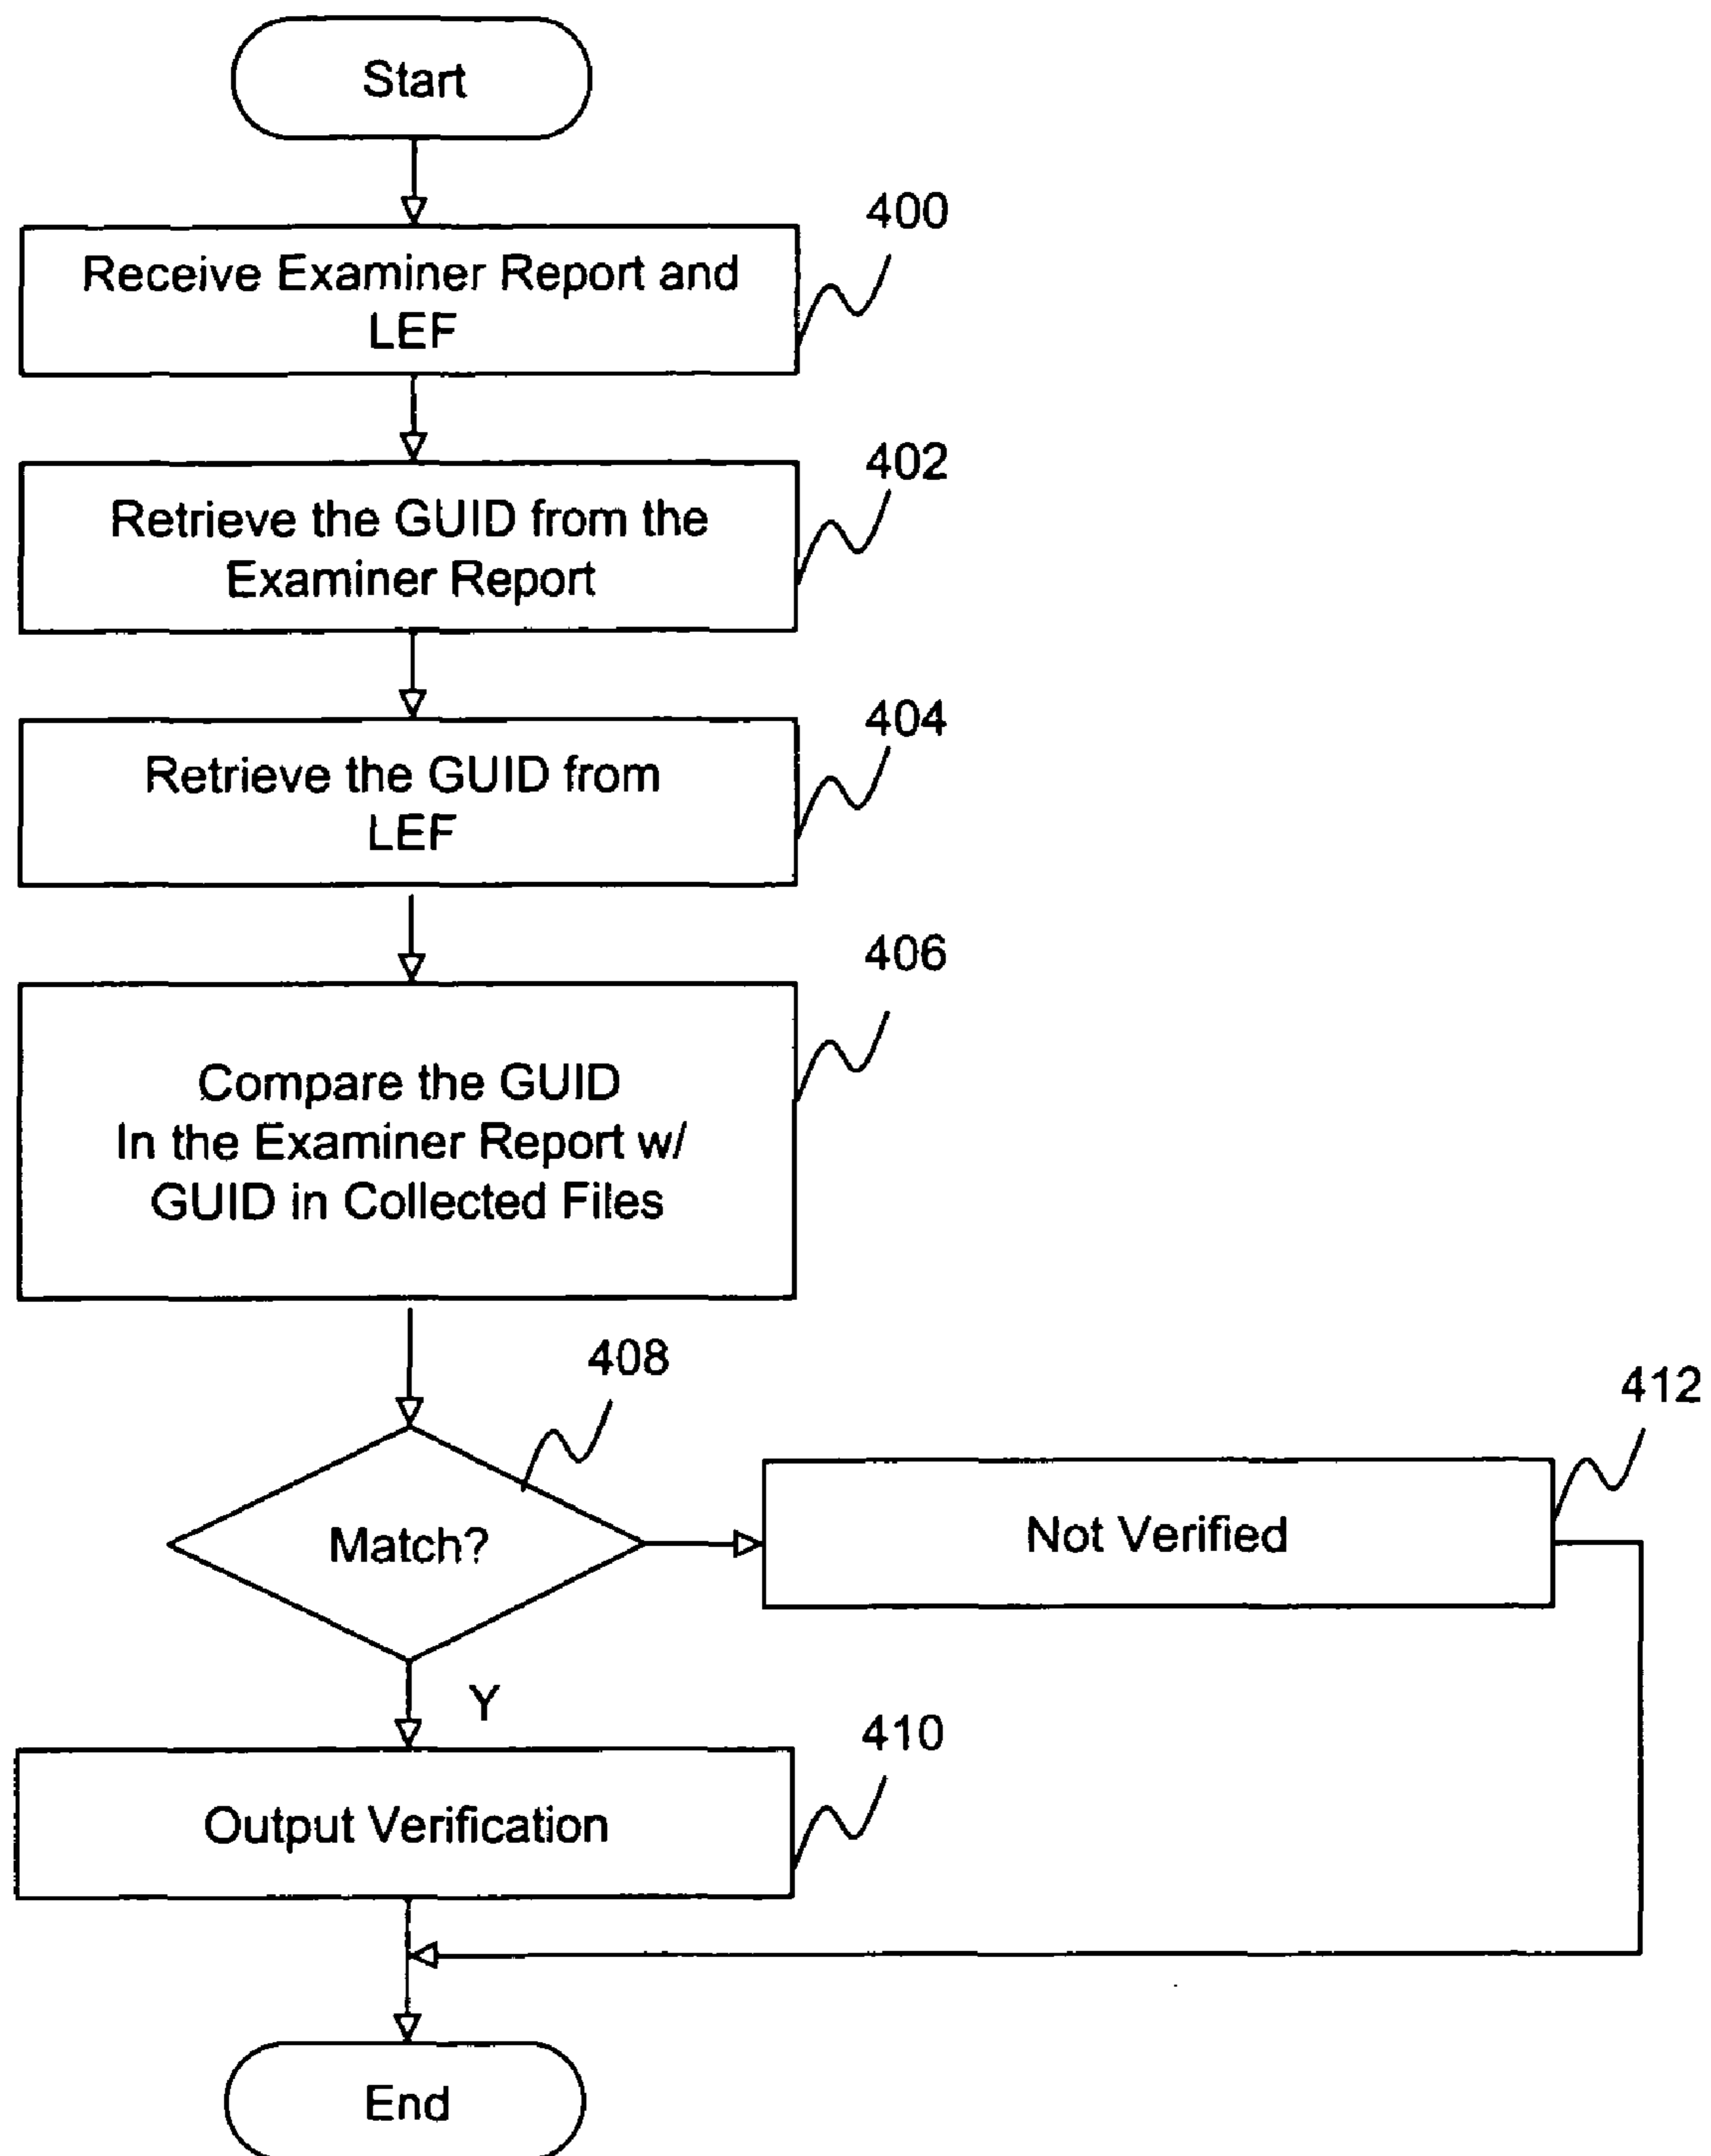 Start
400
Receive Examiner Report and
LEF
402
Retrieve the GUID from the
Examiner Report
404
Retrieve the GUID from
LEF
406
Compare the GUID
In the Examiner Report w/
GUID in Collected Files
408
412
Match?
Not Verified
Y
410
Output Verification
End